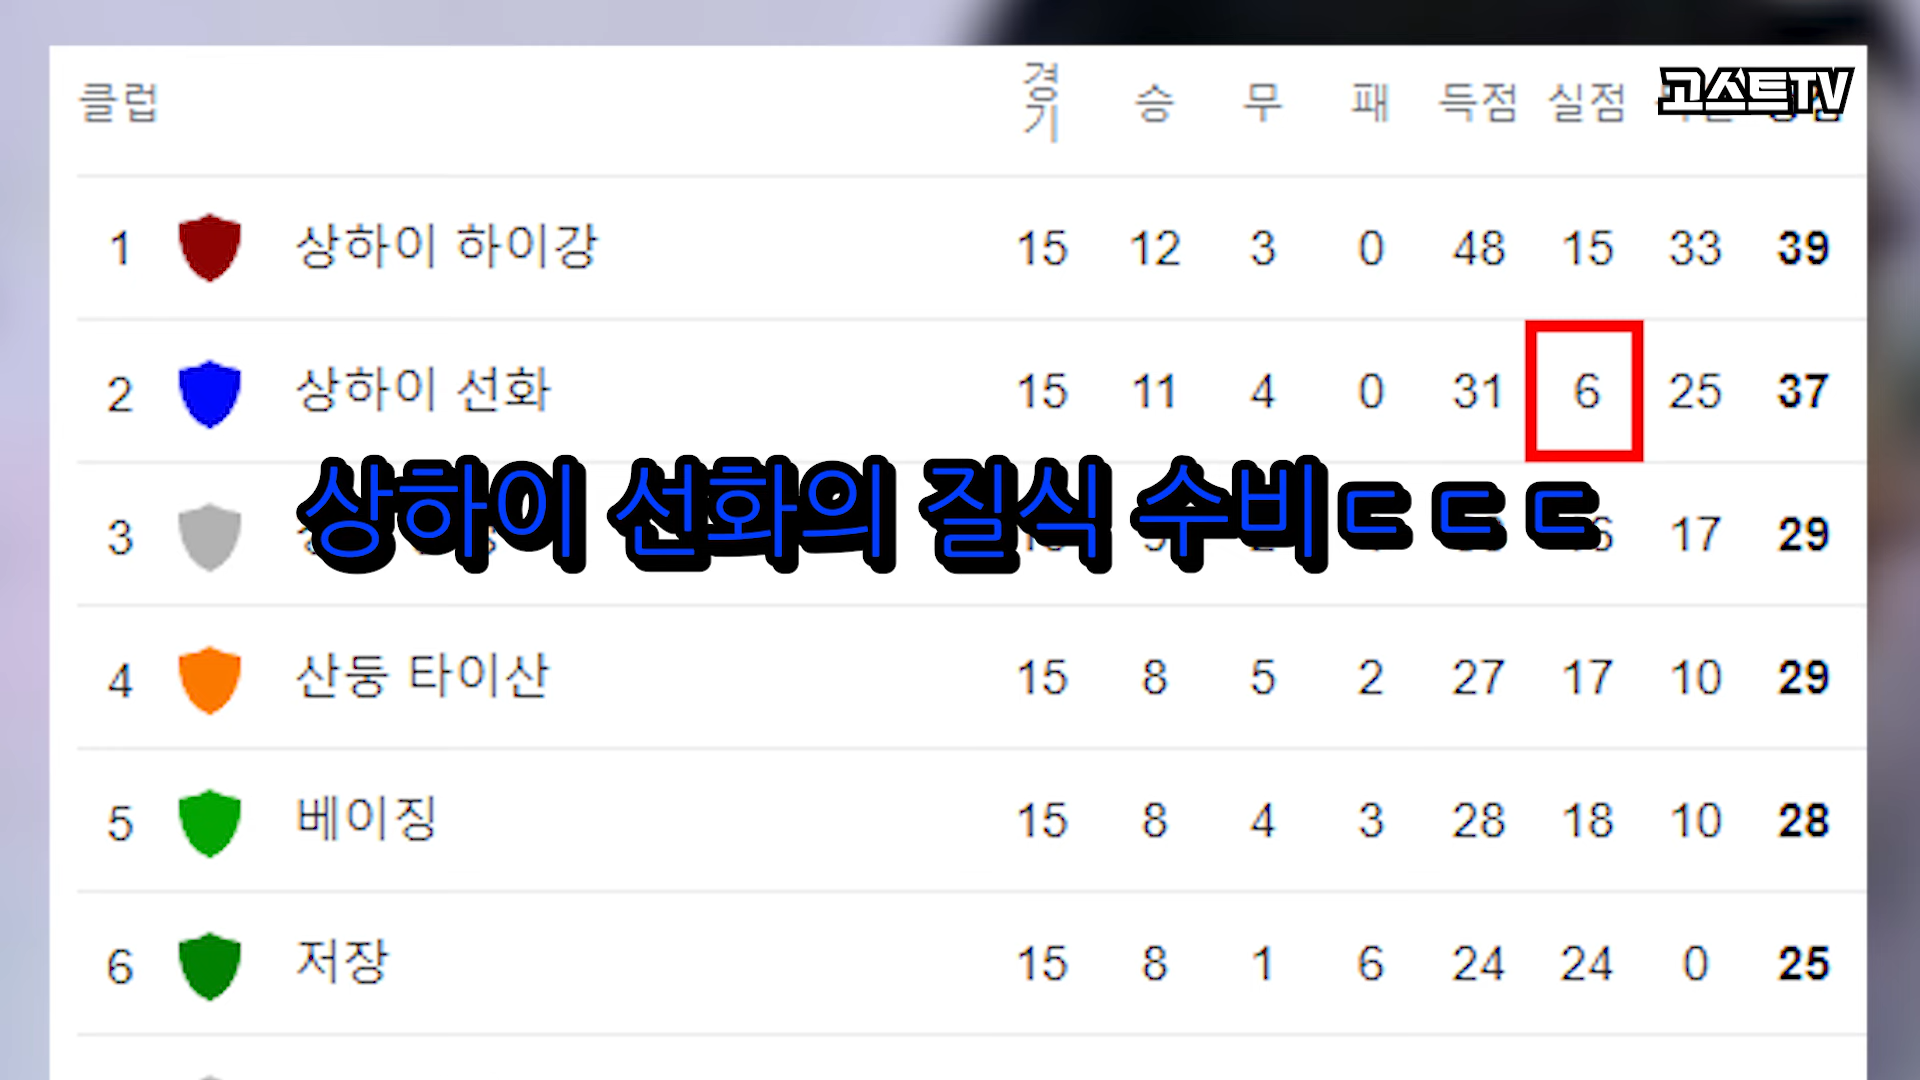 클럽 경기 승 무 패 득점 실점 고스트TV
1 상하이 하이강 15 12 3 0 48 15 33 39
2 상하이 선화 15 11 4 0 31 6 25 37
상하이 선화의 질식 수비ㄷㄷㄷ
3 17 29
4 산둥 타이산 15 8 5 2 27 17 10 29
5 베이징 15 8 4 3 28 18 10 28
6 저장 15 8 1 6 24 24 0 25